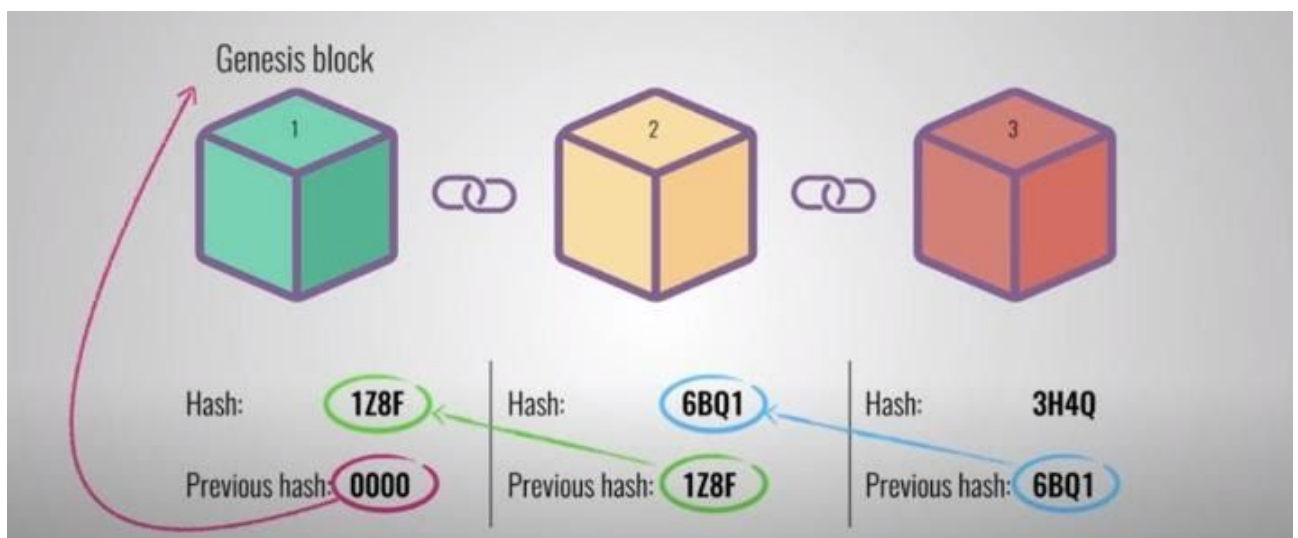 Genesis block
1
2
3
Hash: 1Z8F
Hash: 6BQ1
Hash: 3H4Q
Previous hash: 0000
Previous hash: 1Z8F
Previous hash: 6BQ1